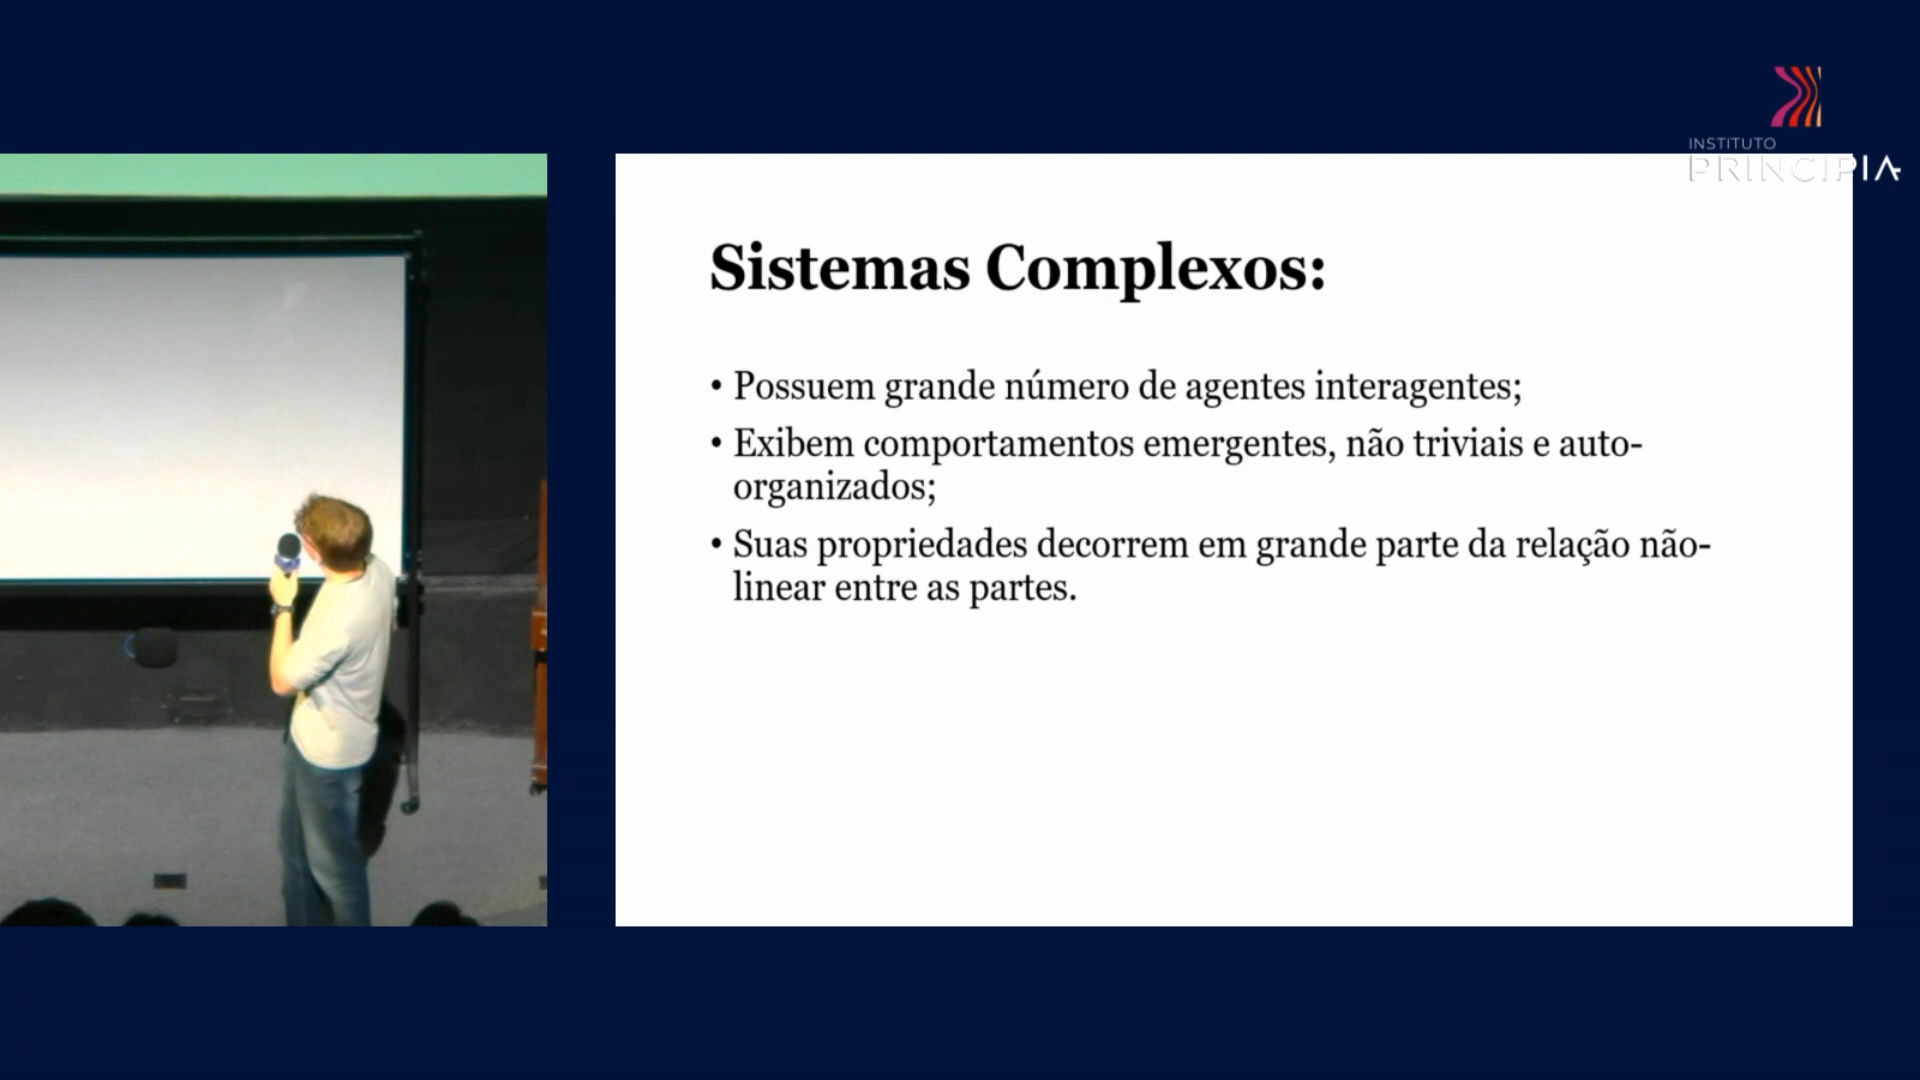 INSTITUTO
PRINCIPIA
Sistemas Complexos:
• Possuem grande número de agentes interagentes;
• Exibem comportamentos emergentes, não triviais e auto-
organizados;
• Suas propriedades decorrem em grande parte da relação não-
linear entre as partes.